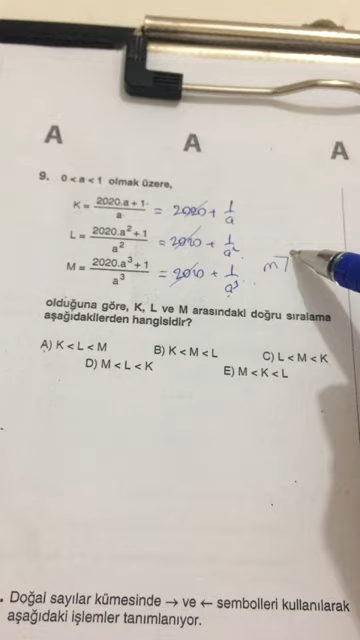 A A A
9. 0 < a < 1 olmak üzere,
K = 2020.a + 1 / a = 2020 + 1/a
L = 2020.a² + 1 / a² = 2020 + 1/a²
M = 2020.a³ + 1 / a³ = 2020 + 1/a³ m7
olduğuna göre, K, L ve M arasındaki doğru sıralama
aşağıdakilerden hangisidir?
A) K < L < M B) K < M < L C) L < M < K
D) M < L < K E) M < K < L
. Doğal sayılar kümesinde → ve ← sembolleri kullanılarak
aşağıdaki işlemler tanımlanıyor.